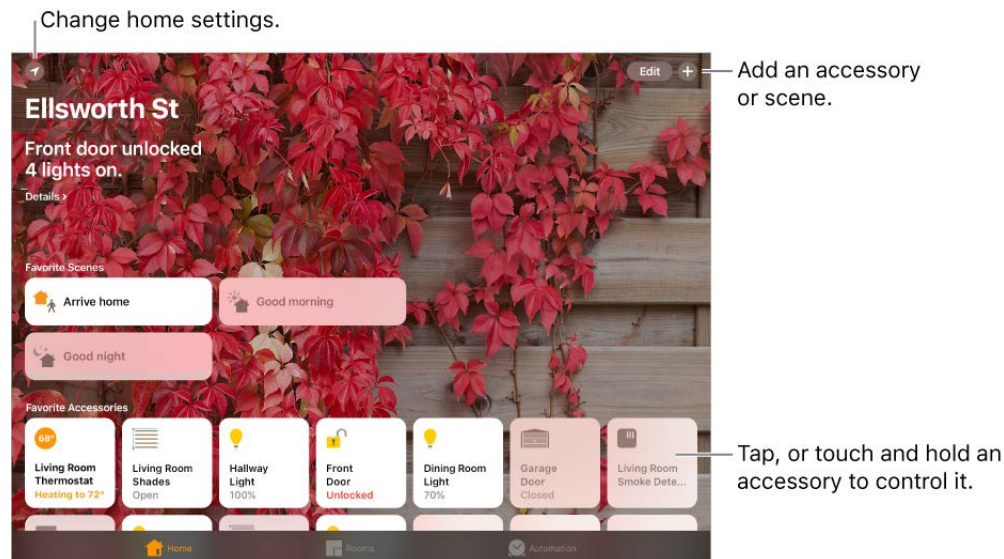 Change home settings.
Edit
Add an accessory
or scene.
Ellsworth St
Front door unlocked
4 lights on.
Details >
Favorite Scenes
Arrive home
Good morning
Good night
Favorite Accessories
68°
Living Room
Thermostat
Heating to 72°
Living Room
Shades
Open
Hallway
Light
100%
Front
Door
Unlocked
Dining Room
Light
70%
Garage
Door
Closed
Living Room
Smoke Dete...
Tap, or touch and hold an
accessory to control it.
Home
Rooms
Automation